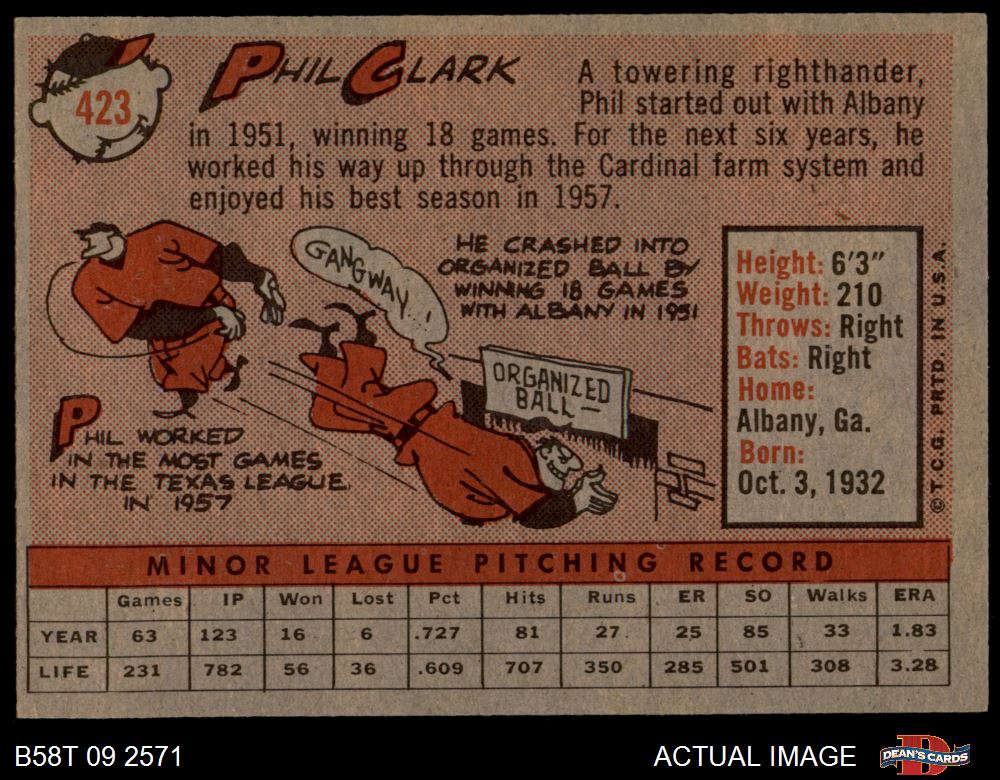 423
PHIL CLARK
A towering righthander,
Phil started out with Albany
in 1951, winning 18 games. For the next six years, he
worked his way up through the Cardinal farm system and
enjoyed his best season in 1957.
GANGWAY!
HE CRASHED INTO
ORGANIZED BALL BY
WINNING 18 GAMES
WITH ALBANY IN 1951
ORGANIZED
BALL—
PHIL WORKED
IN THE MOST GAMES
IN THE TEXAS LEAGUE
IN 1957
Height: 6'3"
Weight: 210
Throws: Right
Bats: Right
Home:
Albany, Ga.
Born:
Oct. 3, 1932
© T.C.G. PRTD. IN U.S.A.
MINOR LEAGUE PITCHING RECORD
Games IP Won Lost Pct Hits Runs ER SO Walks ERA
YEAR 63 123 16 6 .727 81 27 25 85 33 1.83
LIFE 231 782 56 36 .609 707 350 285 501 308 3.28
B58T 09 2571
ACTUAL IMAGE
DEAN'S CARDS